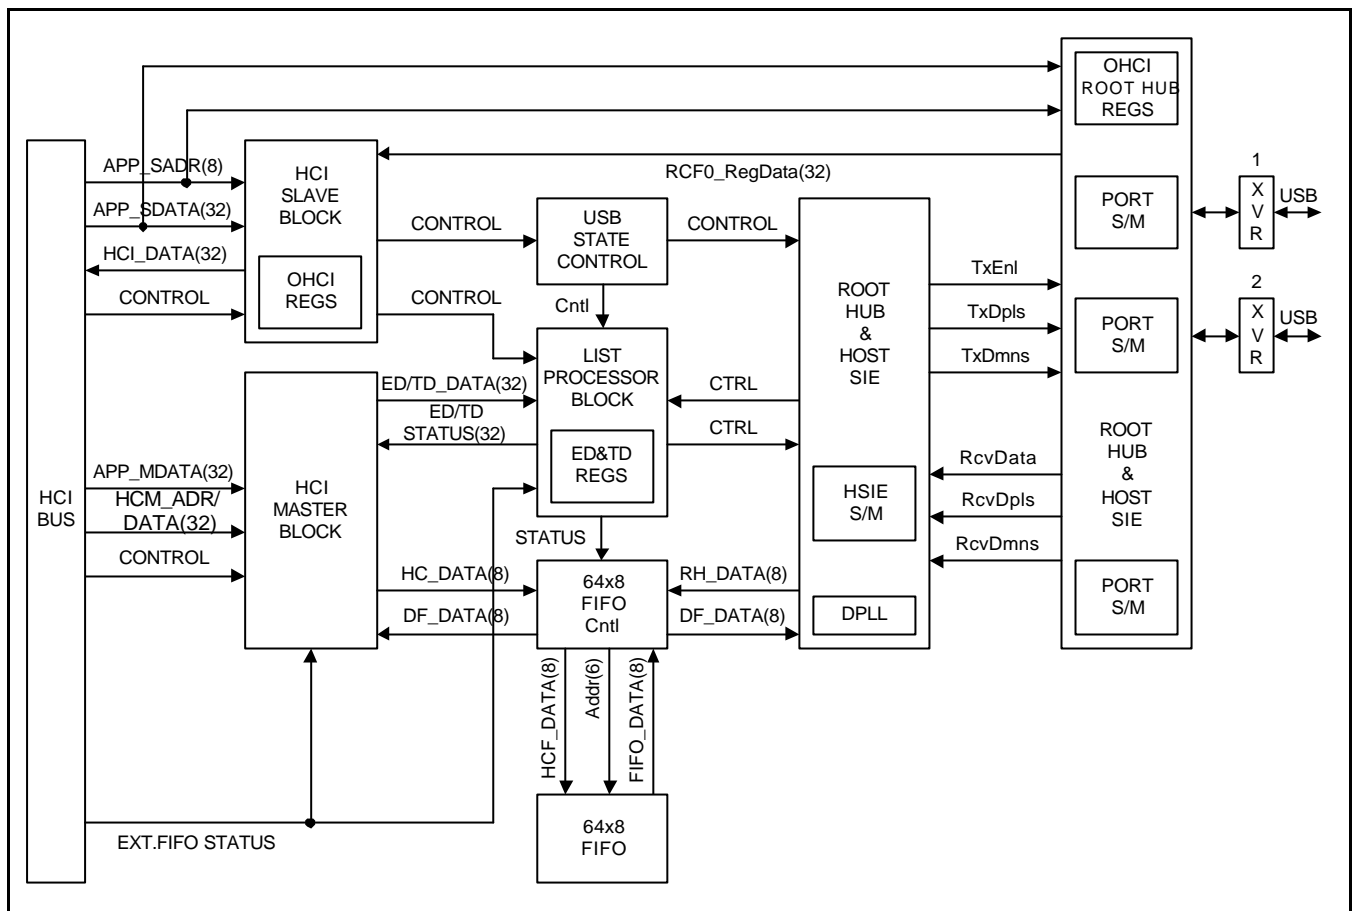 OHCI
ROOT HUB
REGS
APP_SADR(8)
HCI
SLAVE
BLOCK
RCF0_RegData(32)
1
X
V
R
USB
PORT
S/M
APP_SDATA(32)
CONTROL
USB
STATE
CONTROL
CONTROL
HCI_DATA(32)
OHCI
REGS
CONTROL
CONTROL
Cntl
ROOT
HUB
&
HOST
SIE
TxEnl
TxDpls
TxDmns
2
X
V
R
USB
PORT
S/M
LIST
PROCESSOR
BLOCK
ED/TD_DATA(32)
CTRL
ED/TD
STATUS(32)
CTRL
ED&TD
REGS
ROOT
HUB
&
HOST
SIE
HCI
BUS
APP_MDATA(32)
HCM_ADR/
DATA(32)
CONTROL
HCI
MASTER
BLOCK
HSIE
S/M
RcvData
RcvDpls
RcvDmns
STATUS
HC_DATA(8)
64x8
FIFO
Cntl
RH_DATA(8)
DF_DATA(8)
DF_DATA(8)
DPLL
PORT
S/M
HCF_DATA(8)
Addr(6)
FIFO_DATA(8)
EXT.FIFO STATUS
64x8
FIFO